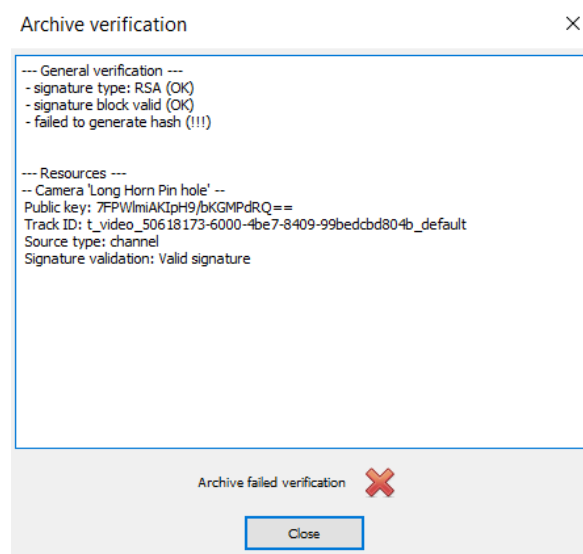 Archive verification
--- General verification ---
- signature type: RSA (OK)
- signature block valid (OK)
- failed to generate hash (!!!)
--- Resources ---
-- Camera 'Long Horn Pin hole' --
Public key: 7FPWlmiAKIpH9/bKGMPdRQ==
Track ID: t_video_50618173-6000-4be7-8409-99bedcbd804b_default
Source type: channel
Signature validation: Valid signature
Archive failed verification
Close